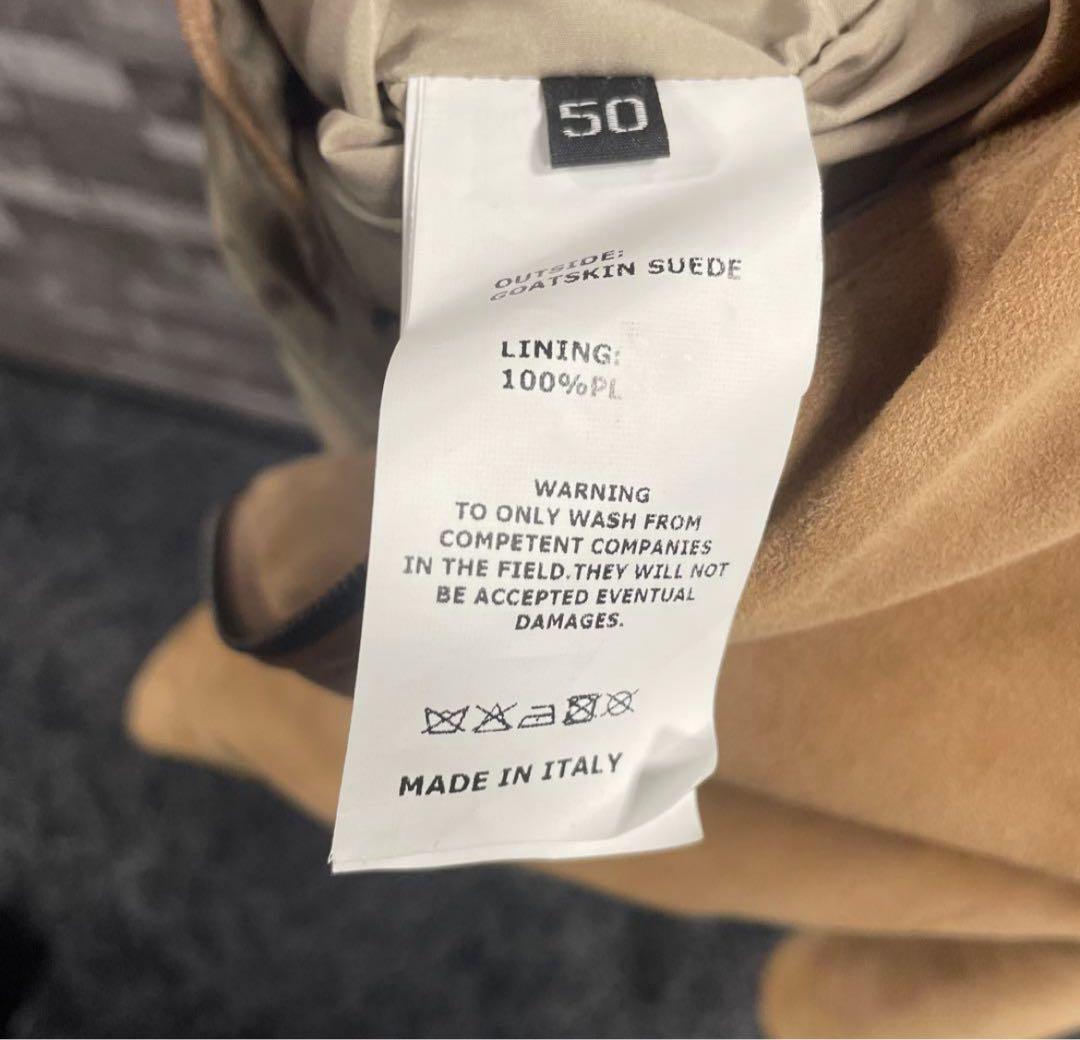 50
OUTSIDE:
GOATSKIN SUEDE
LINING:
100%PL
WARNING
TO ONLY WASH FROM
COMPETENT COMPANIES
IN THE FIELD.THEY WILL NOT
BE ACCEPTED EVENTUAL
DAMAGES.
MADE IN ITALY